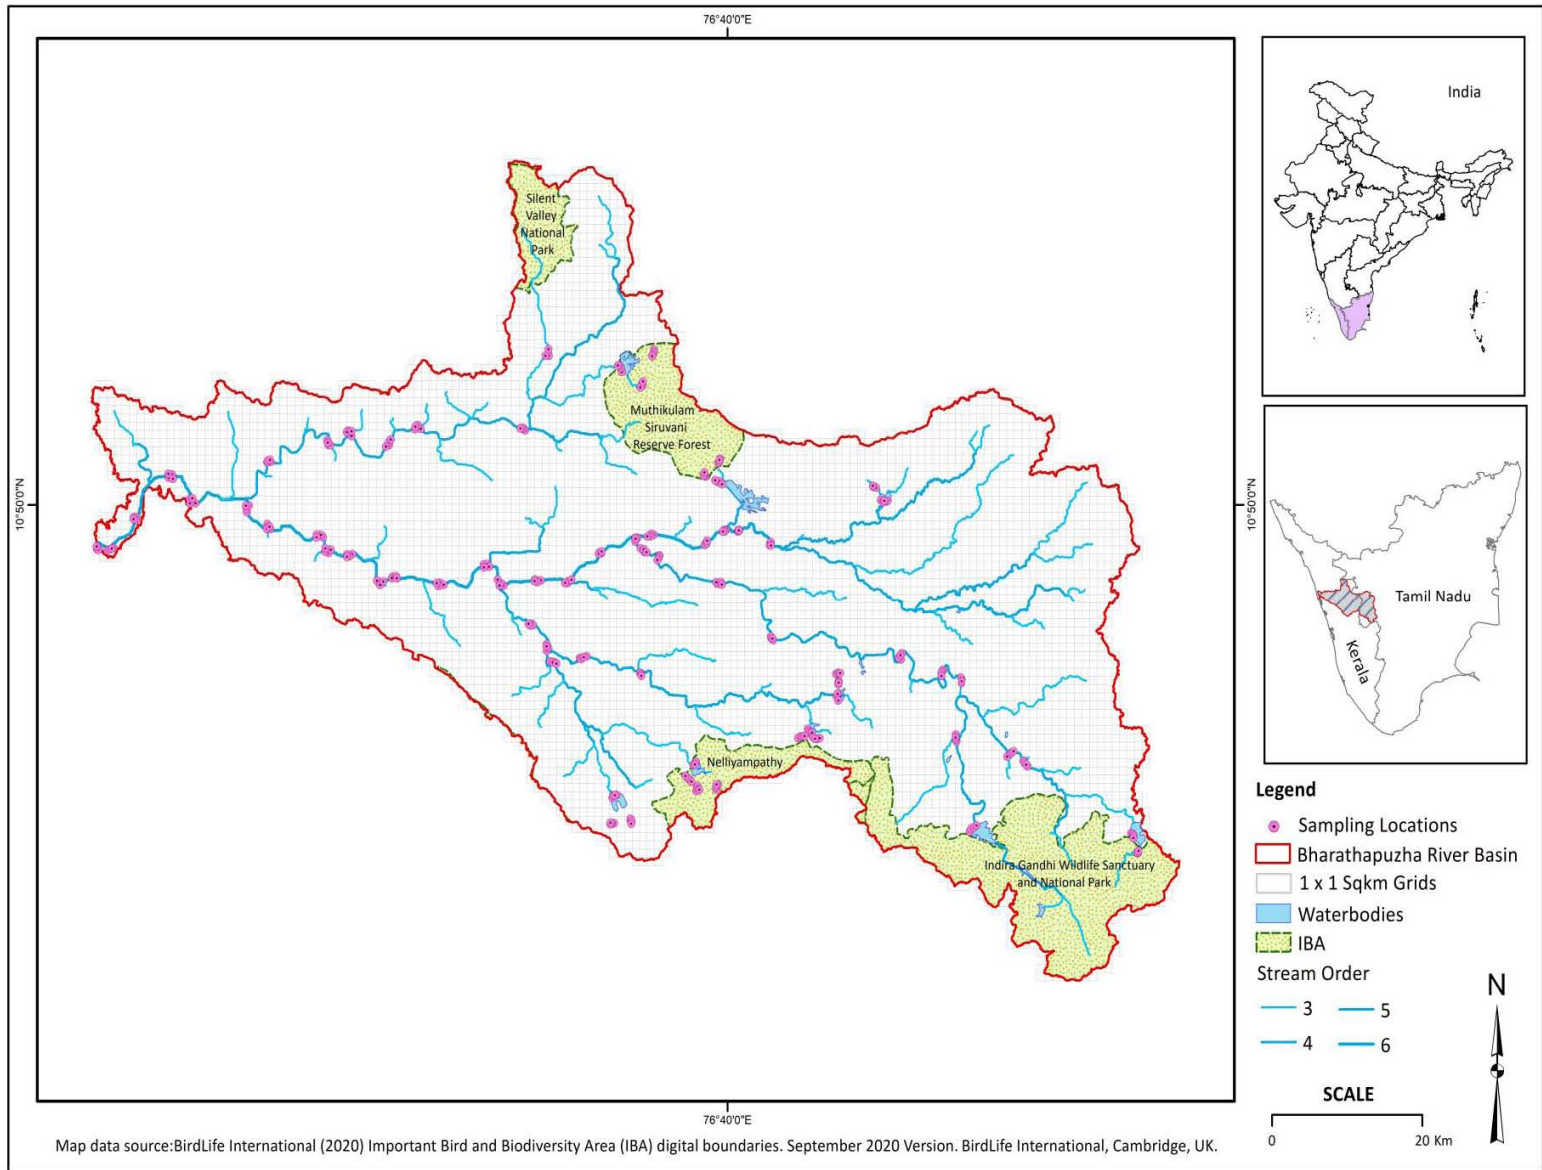 76°40'0"E
India
Silent
Valley
National
Park
Muthikulam
Siruvani
Reserve Forest
10°50'0"N
10°50'0"N
Tamil Nadu
Kerala
Nelliyampathy
Indira Gandhi Wildlife Sanctuary
and National Park
Legend
Sampling Locations
Bharathapuzha River Basin
1 x 1 Sqkm Grids
Waterbodies
IBA
Stream Order
3
5
4
6
N
SCALE
0
20 Km
76°40'0"E
Map data source:BirdLife International (2020) Important Bird and Biodiversity Area (IBA) digital boundaries. September 2020 Version. BirdLife International, Cambridge, UK.